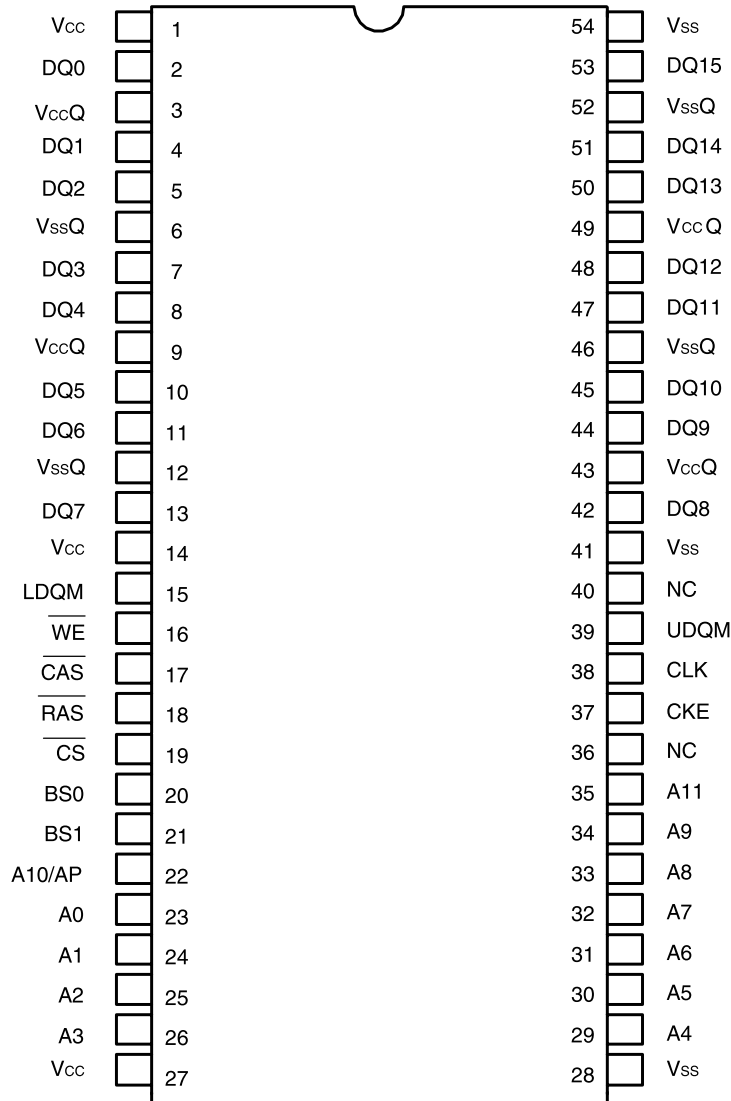 Vcc 1 54 Vss
DQ0 2 53 DQ15
VccQ 3 52 VssQ
DQ1 4 51 DQ14
DQ2 5 50 DQ13
VssQ 6 49 VccQ
DQ3 7 48 DQ12
DQ4 8 47 DQ11
VccQ 9 46 VssQ
DQ5 10 45 DQ10
DQ6 11 44 DQ9
VssQ 12 43 VccQ
DQ7 13 42 DQ8
Vcc 14 41 Vss
LDQM 15 40 NC
W̅E̅ 16 39 UDQM
C̅A̅S̅ 17 38 CLK
R̅A̅S̅ 18 37 CKE
C̅S̅ 19 36 NC
BS0 20 35 A11
BS1 21 34 A9
A10/AP 22 33 A8
A0 23 32 A7
A1 24 31 A6
A2 25 30 A5
A3 26 29 A4
Vcc 27 28 Vss